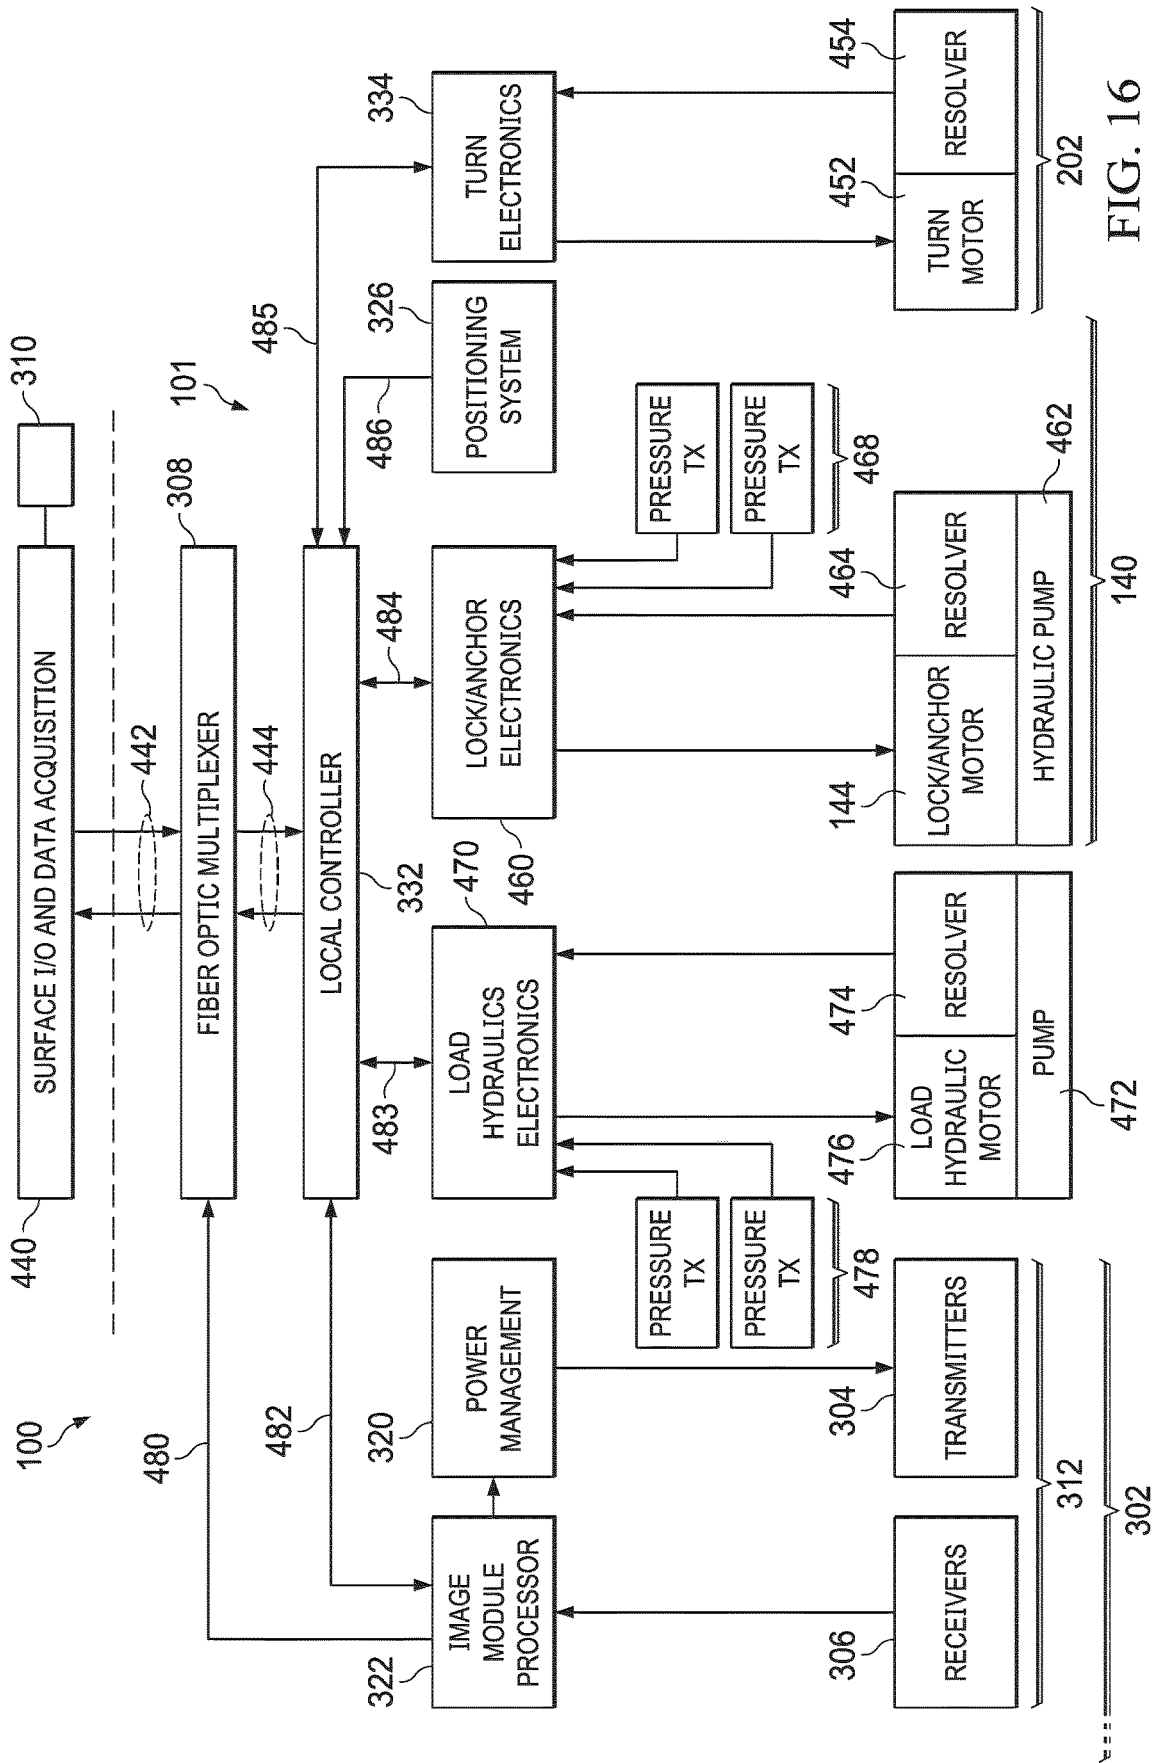 100
440
SURFACE I/O AND DATA ACQUISITION
310
442
101
480
FIBER OPTIC MULTIPLEXER
308
444
482
LOCAL CONTROLLER
332
485
486
483
484
322
IMAGE
MODULE
PROCESSOR
320
POWER
MANAGEMENT
470
LOAD
HYDRAULICS
ELECTRONICS
460
LOCK/ANCHOR
ELECTRONICS
326
POSITIONING
SYSTEM
334
TURN
ELECTRONICS
PRESSURE
TX
PRESSURE
TX
478
PRESSURE
TX
PRESSURE
TX
468
306
RECEIVERS
304
TRANSMITTERS
312
302
476
LOAD
HYDRAULIC
MOTOR
474
RESOLVER
PUMP
472
144
LOCK/ANCHOR
MOTOR
464
RESOLVER
HYDRAULIC PUMP
462
140
452
TURN
MOTOR
454
RESOLVER
202
FIG. 16